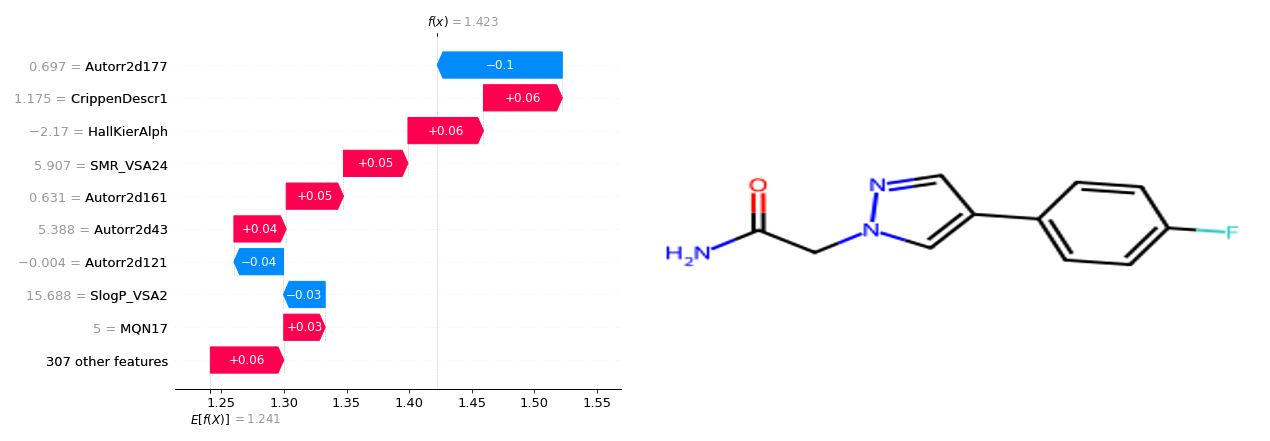 f(x) = 1.423
0.697 = Autorr2d177
−0.1
1.175 = CrippenDescr1
+0.06
−2.17 = HallKierAlph
+0.06
5.907 = SMR_VSA24
+0.05
0.631 = Autorr2d161
+0.05
5.388 = Autorr2d43
+0.04
−0.004 = Autorr2d121
−0.04
15.688 = SlogP_VSA2
−0.03
5 = MQN17
+0.03
307 other features
+0.06
1.25 1.30 1.35 1.40 1.45 1.50 1.55
E[f(X)] = 1.241
O
N
N
H2N
F